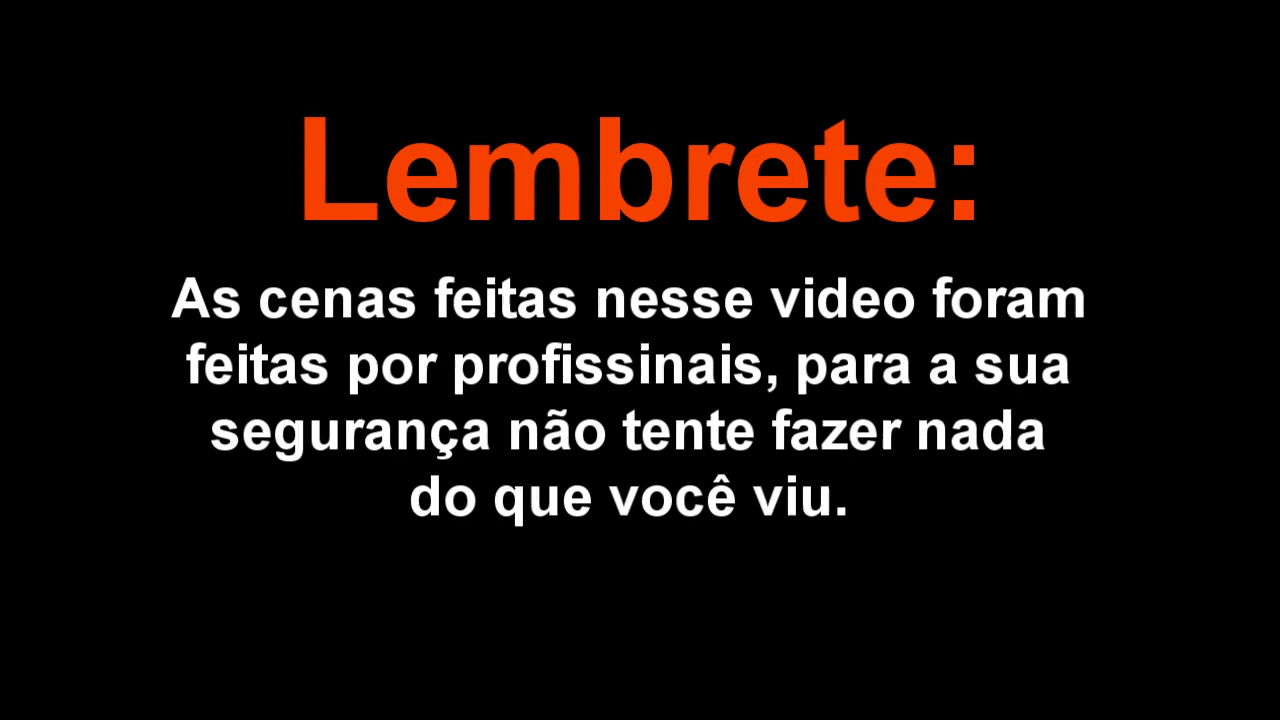 Lembrete:
As cenas feitas nesse video foram
feitas por profissinais, para a sua
segurança não tente fazer nada
do que você viu.